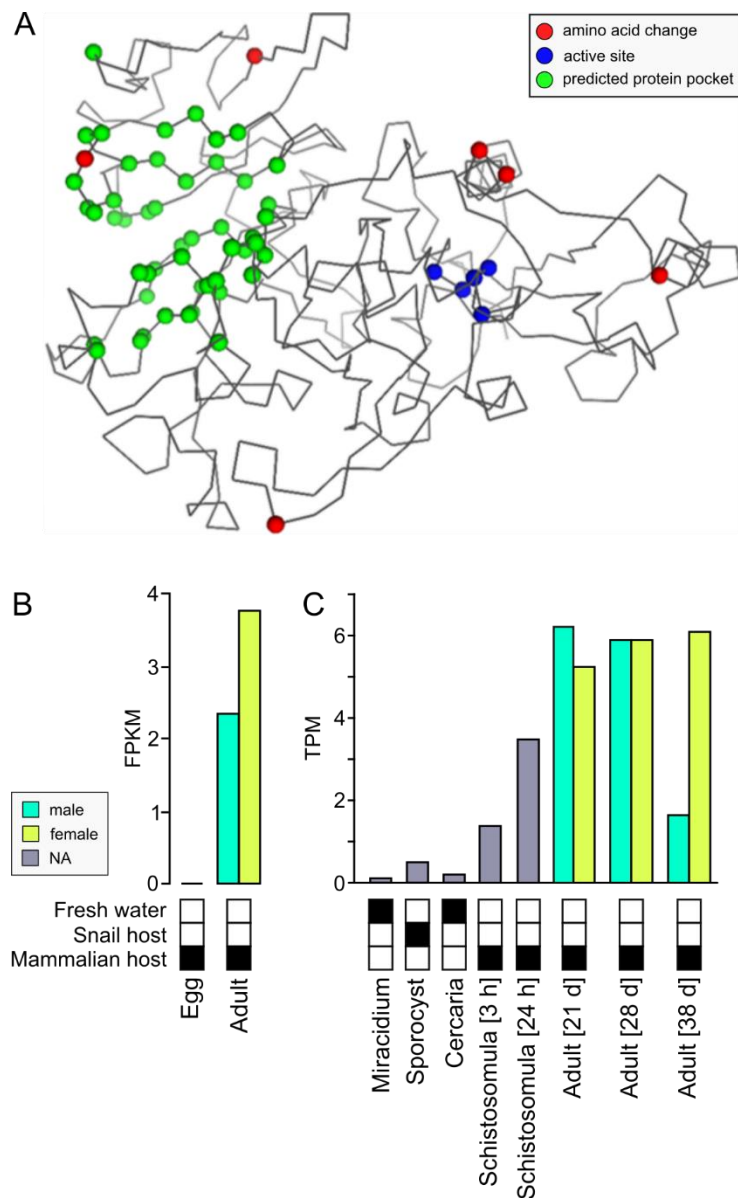 A
amino acid change
active site
predicted protein pocket
B
C
4
3
2
1
0
FPKM
6
4
2
0
TPM
male
female
NA
Fresh water
Snail host
Mammalian host
Egg
Adult
Miracidium
Sporocyst
Cercaria
Schistosomula [3 h]
Schistosomula [24 h]
Adult [21 d]
Adult [28 d]
Adult [38 d]